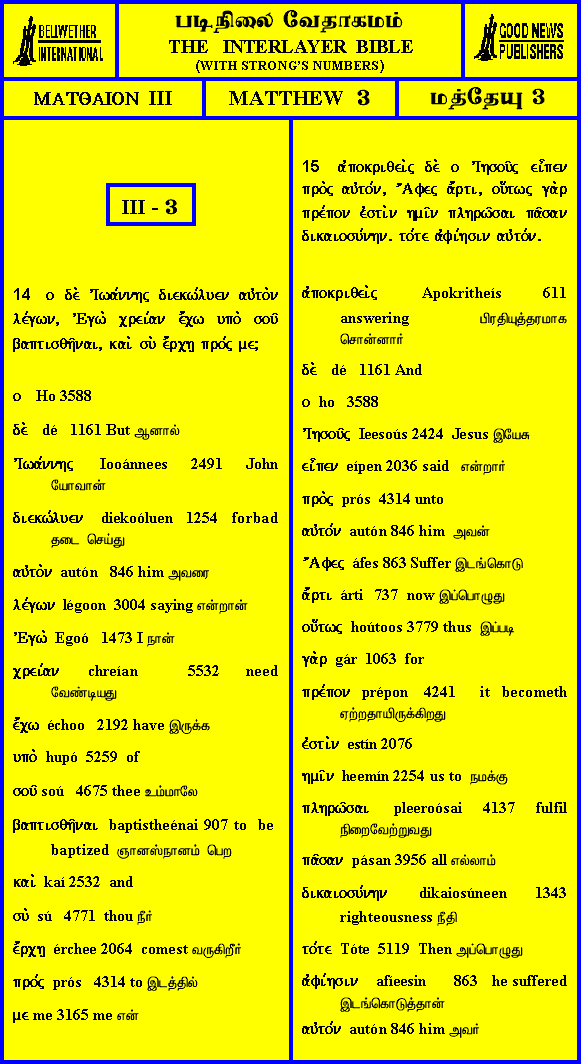 BELLWETHER
INTERNATIONAL
படிநிலை வேதாகமம்
THE INTERLAYER BIBLE
(WITH STRONG'S NUMBERS)
GOOD NEWS
PUBLISHERS
ΜΑΤΘΑΙΟΝ III
MATTHEW 3
மத்தேயு 3
III - 3
14 ο δὲ Ἰωάννης διεκώλυεν αὐτὸν
λέγων, Ἐγὼ χρείαν ἔχω υπὸ σοῦ
βαπτισθῆναι, καὶ σὺ ἔρχῃ πρός με;
ο Ho 3588
δὲ dé 1161 But ஆனால்
Ἰωάννης Iooánnees 2491 John
யோவான்
διεκώλυεν diekoóluen 1254 forbad
தடை செய்து
αὐτὸν autón 846 him அவரை
λέγων légoon 3004 saying என்றான்
Ἐγὼ Egoó 1473 I நான்
χρείαν chreían 5532 need
வேண்டியது
ἔχω échoo 2192 have இருக்க
υπὸ hupó 5259 of
σοῦ soú 4675 thee உம்மாலே
βαπτισθῆναι baptistheénai 907 to be
baptized ஞானஸ்நானம் பெற
καὶ kaí 2532 and
σὺ sú 4771 thou நீர்
ἔρχῃ érchee 2064 comest வருகிறீர்
πρός prós 4314 to இடத்தில்
με me 3165 me என்
15 ἀποκριθεὶς δὲ ο Ἰησοῦς εἶπεν
πρὸς αὐτόν, Ἄφες ἄρτι, οὕτως γὰρ
πρέπον ἐστὶν ημῖν πληρῶσαι πᾶσαν
δικαιοσύνην. τότε ἀφίησιν αὐτόν.
ἀποκριθεὶς Apokritheís 611
answering பிரதியுத்தரமாக
சொன்னார்
δὲ dé 1161 And
ο ho 3588
Ἰησοῦς Ieesoús 2424 Jesus இயேசு
εἶπεν eípen 2036 said என்றார்
πρὸς prós 4314 unto
αὐτόν autón 846 him அவன்
Ἄφες áfes 863 Suffer இடங்கொடு
ἄρτι árti 737 now இப்பொழுது
οὕτως hoútoos 3779 thus இப்படி
γὰρ gár 1063 for
πρέπον prépon 4241 it becometh
ஏற்றதாயிருக்கிறது
ἐστὶν estín 2076
ημῖν heemín 2254 us to நமக்கு
πληρῶσαι pleeroósai 4137 fulfil
நிறைவேற்றுவது
πᾶσαν pásan 3956 all எல்லாம்
δικαιοσύνην dikaiosúneen 1343
righteousness நீதி
τότε Tóte 5119 Then அப்பொழுது
ἀφίησιν afíeesin 863 he suffered
இடங்கொடுத்தான்
αὐτόν autón 846 him அவர்